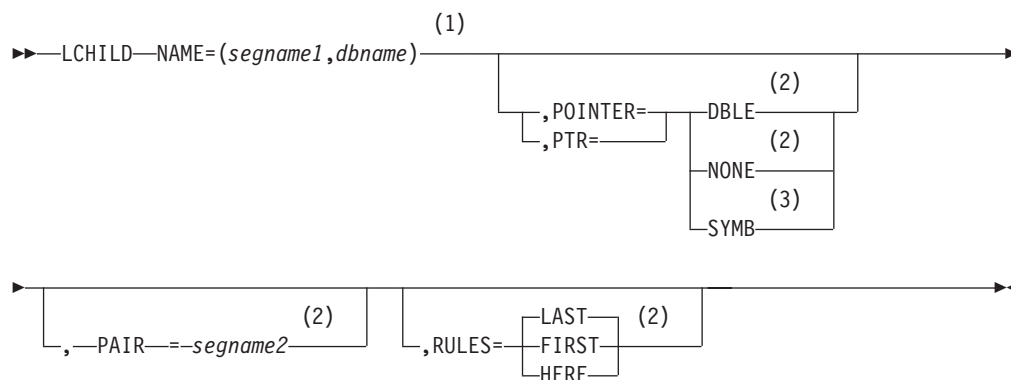 (1)
LCHILD NAME=(segname1,dbname)
(2)
,POINTER= DBLE
,PTR= (2)
NONE
(3)
SYMB
(2) LAST (2)
, PAIR =segname2 ,RULES= FIRST
HERE